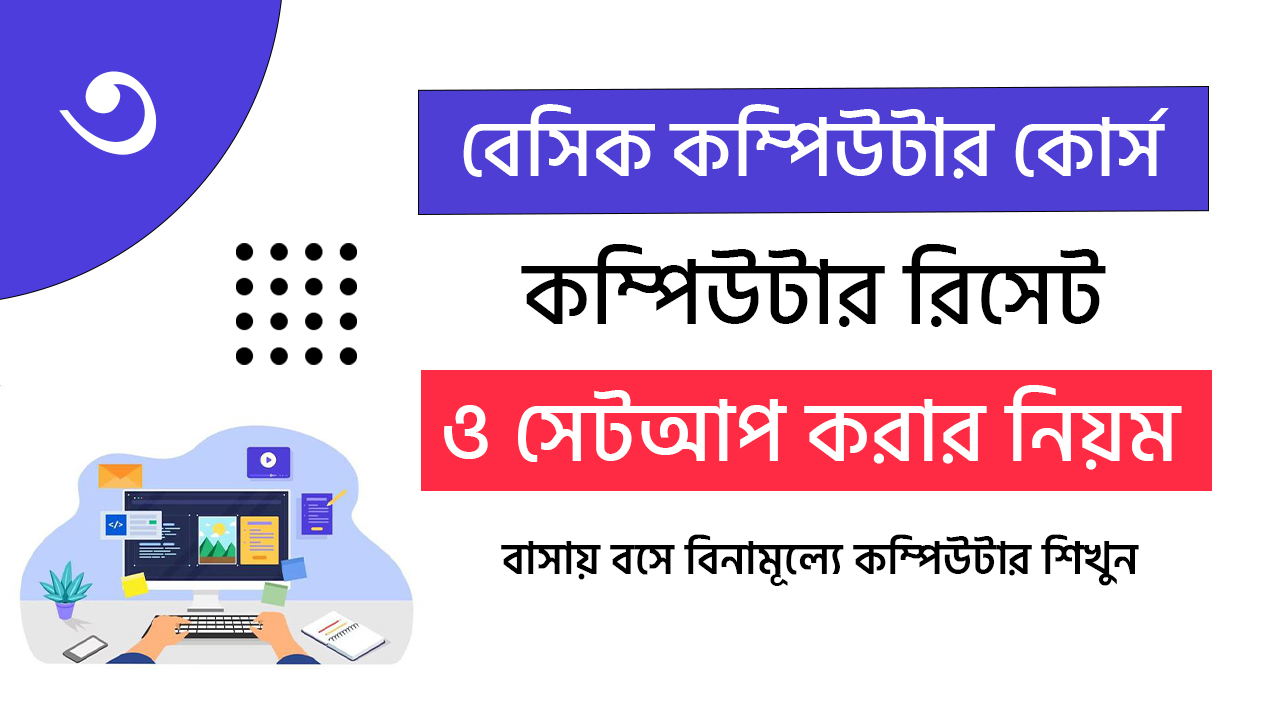 ৩
বেসিক কম্পিউটার কোর্স
কম্পিউটার রিসেট
ও সেটআপ করার নিয়ম
বাসায় বসে বিনামূল্যে কম্পিউটার শিখুন